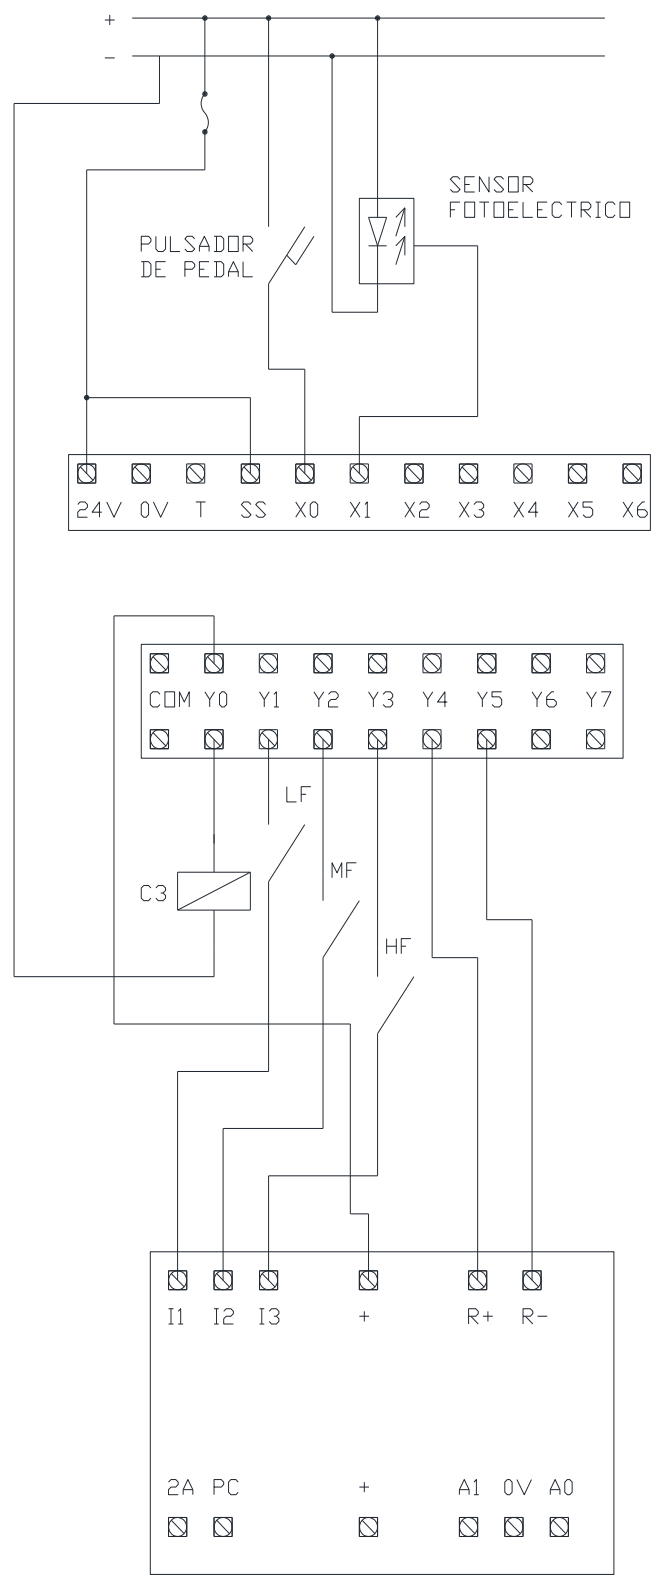 +
-
SENSOR
FOTOELECTRICO
PULSADOR
DE PEDAL
24V 0V T SS X0 X1 X2 X3 X4 X5 X6
COM Y0 Y1 Y2 Y3 Y4 Y5 Y6 Y7
LF
MF
C3
HF
I1 I2 I3 + R+ R-
2A PC + A1 0V A0